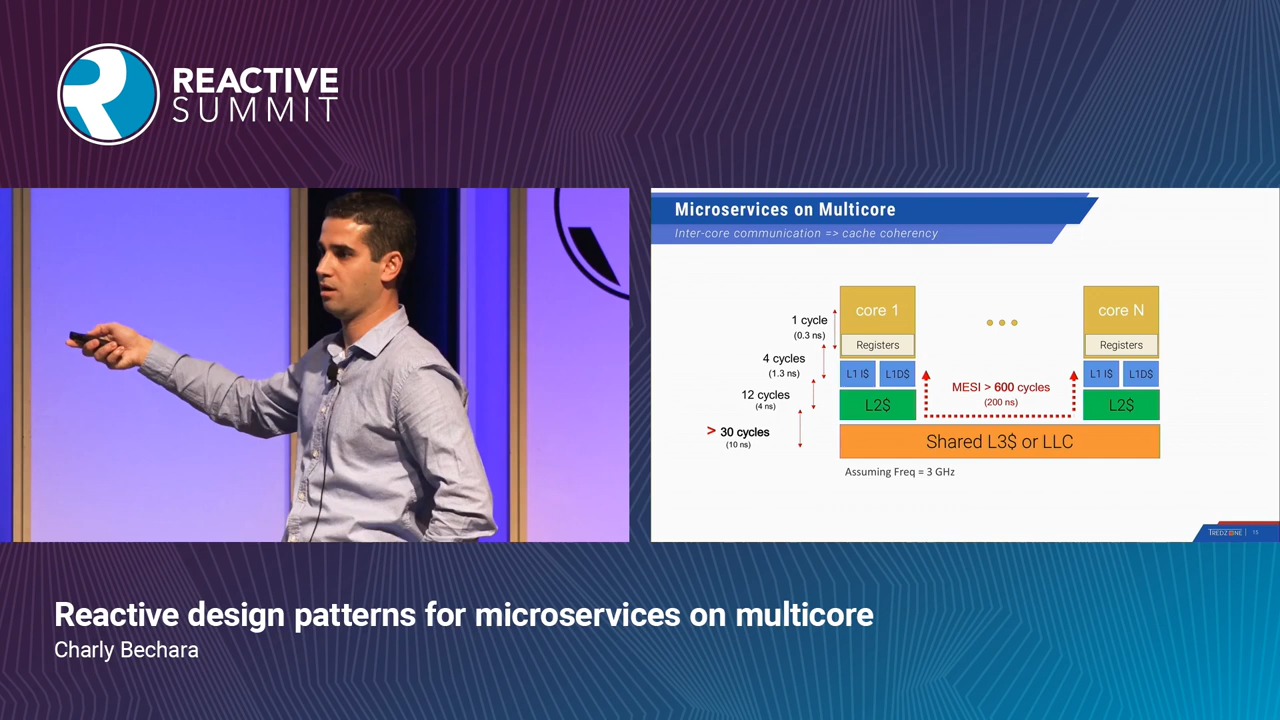 REACTIVE
SUMMIT
Microservices on Multicore
Inter-core communication => cache coherency
core 1
core N
1 cycle
(0.3 ns)
Registers
Registers
4 cycles
(1.3 ns)
L1 I$
L1D$
L1 I$
L1D$
MESI > 600 cycles
(200 ns)
12 cycles
(4 ns)
L2$
L2$
> 30 cycles
(10 ns)
Shared L3$ or LLC
Assuming Freq = 3 GHz
TREDZONE | 15
Reactive design patterns for microservices on multicore
Charly Bechara